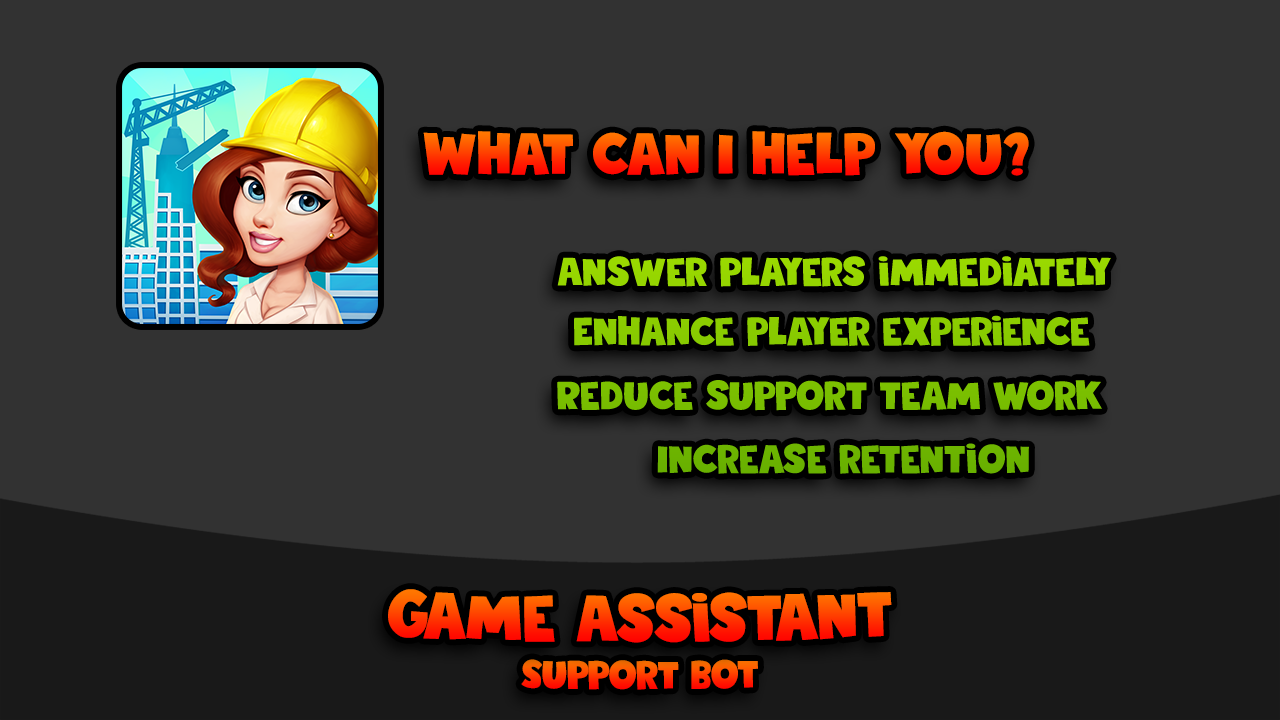 WHAT CAN I HELP YOU?
ANSWER PLAYERS iMMEDiATELY
ENHANCE PLAYER EXPERiENCE
REDUCE SUPPORT TEAM WORK
INCREASE RETENTiON
GAME ASSiSTANT
SUPPORT BOT